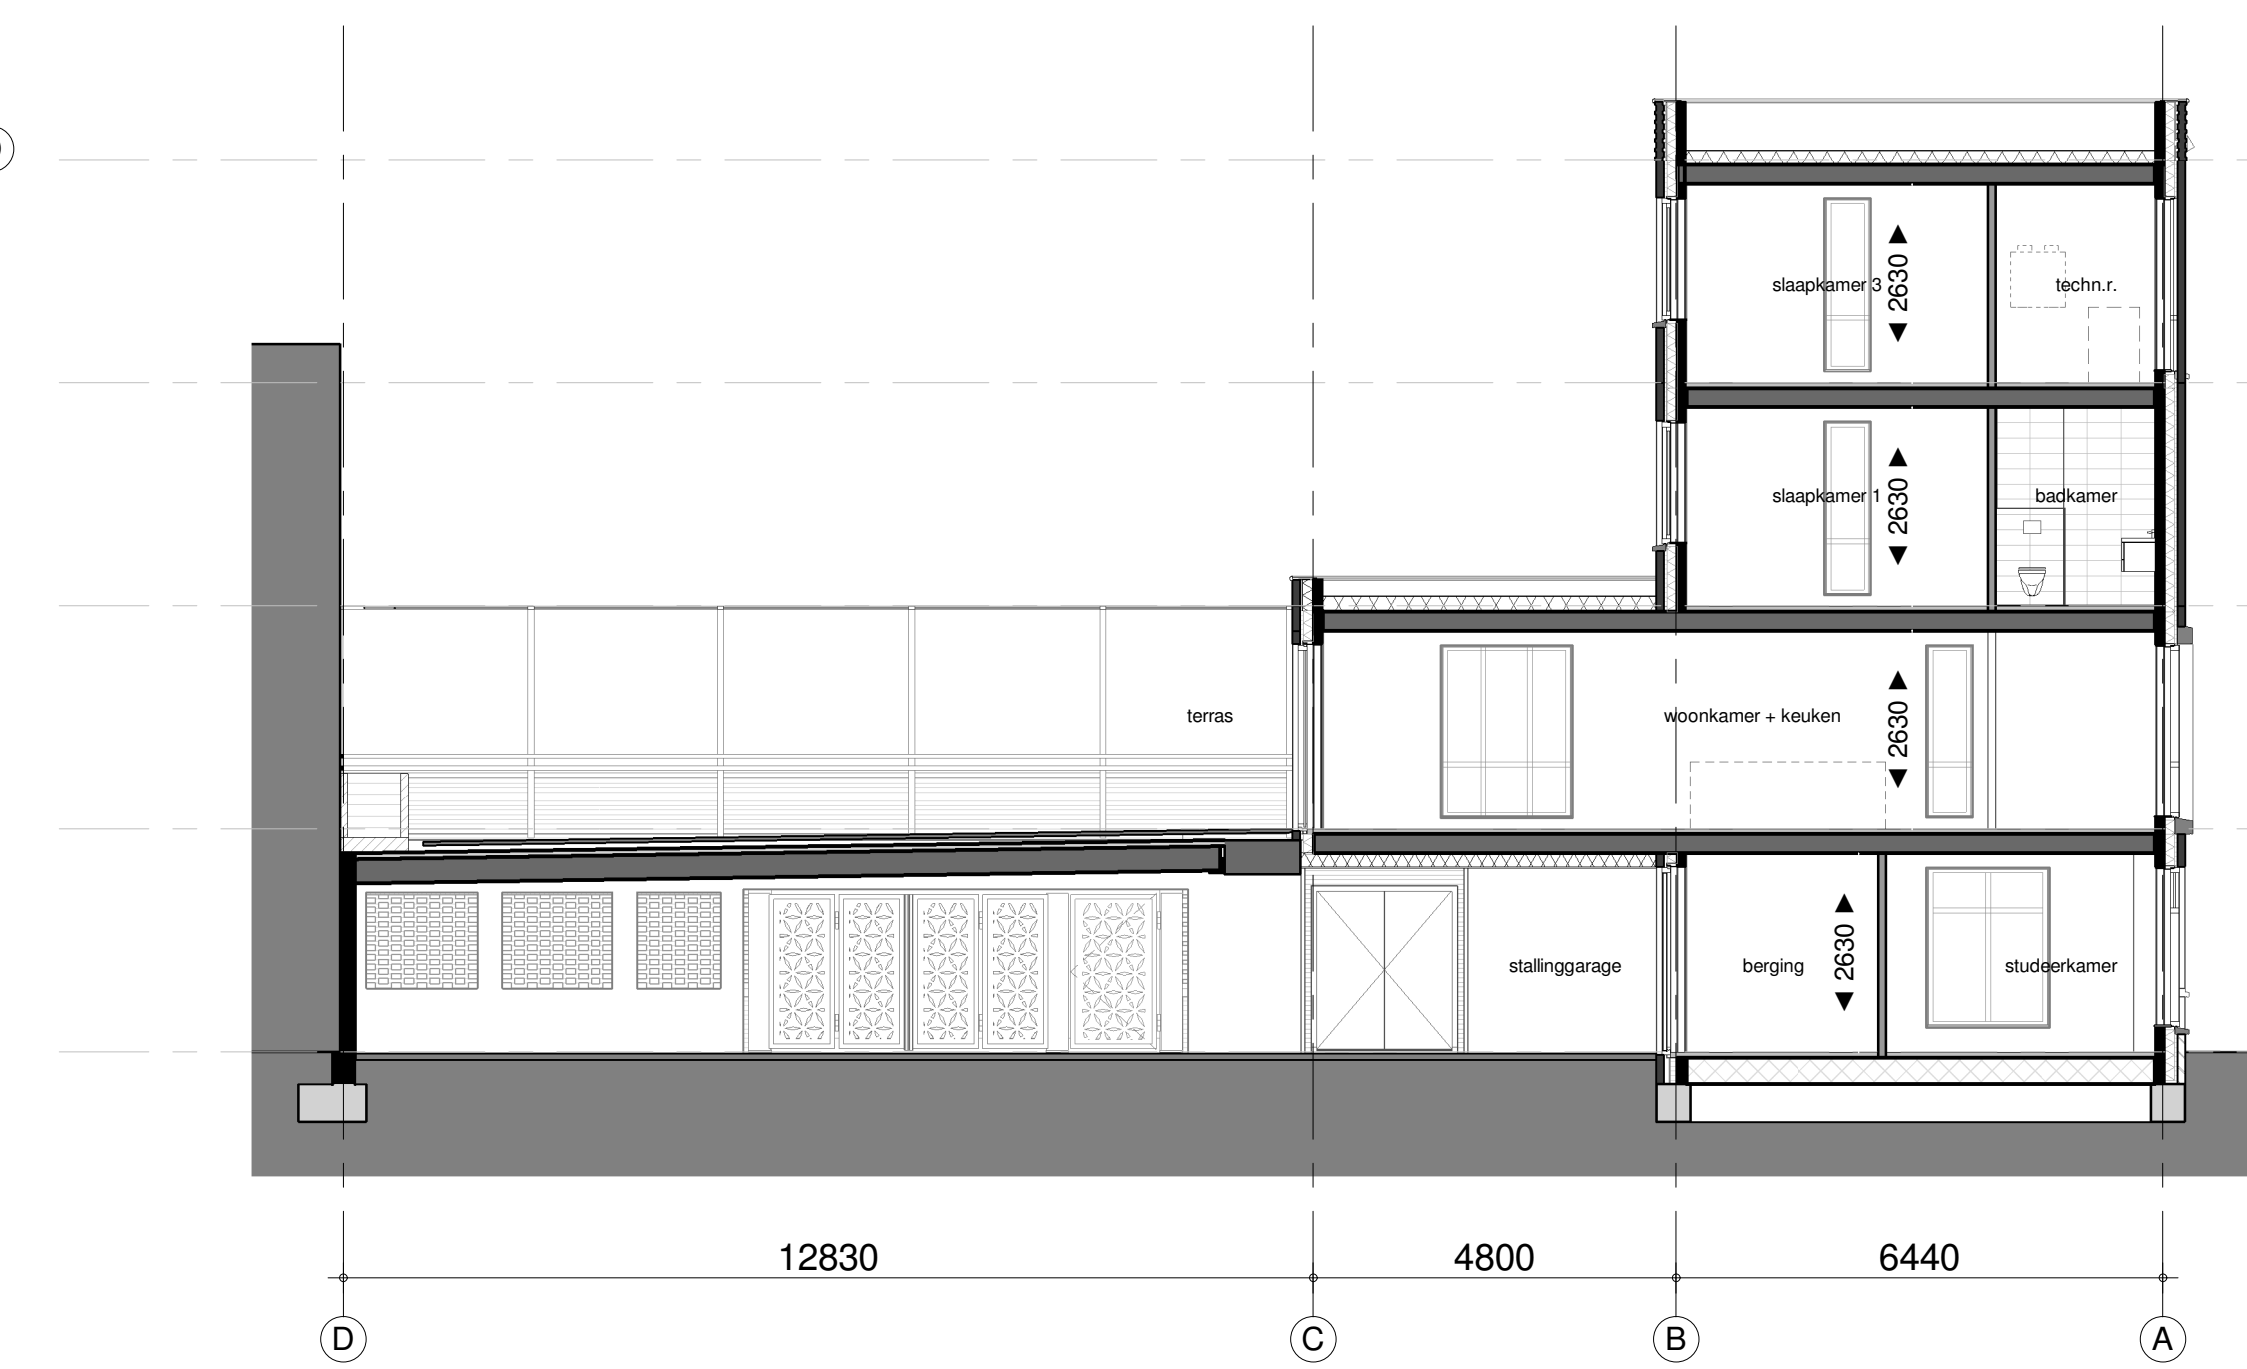 slaapkamer 3
2630
techn.r.
slaapkamer 1
2630
badkamer
terras
woonkamer + keuken
2630
stallinggarage
berging
2630
studeerkamer
12830
4800
6440
D
C
B
A